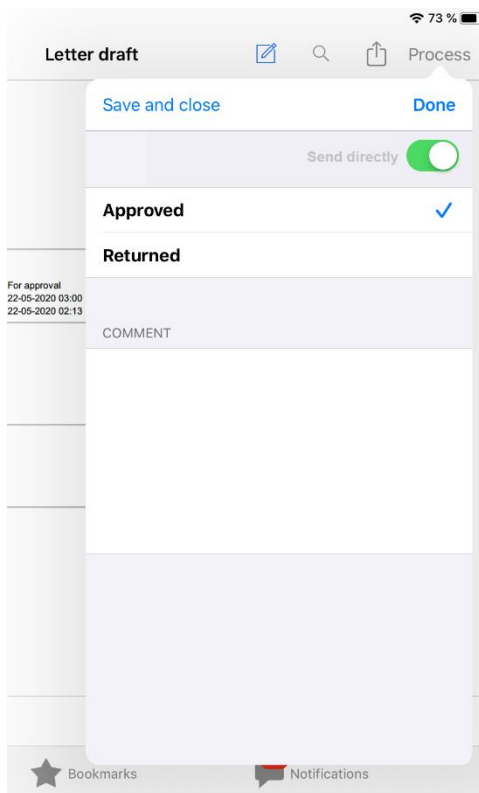 73 %
Letter draft
Process
Save and close
Done
Send directly
Approved
Returned
For approval
22-05-2020 03:00
22-05-2020 02:13
COMMENT
Bookmarks
Notifications